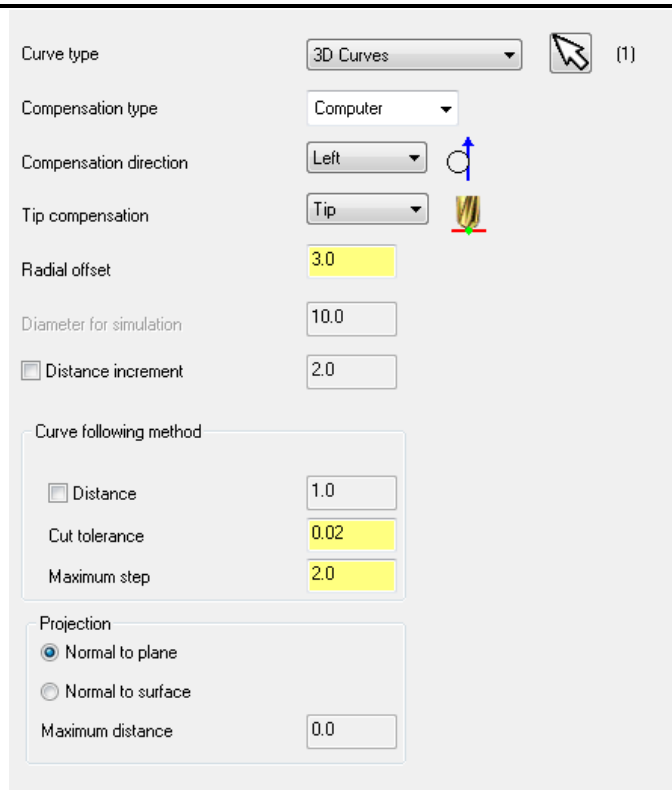 Curve type 3D Curves (1)
Compensation type Computer
Compensation direction Left
Tip compensation Tip
Radial offset 3.0
Diameter for simulation 10.0
Distance increment 2.0
Curve following method
Distance 1.0
Cut tolerance 0.02
Maximum step 2.0
Projection
Normal to plane
Normal to surface
Maximum distance 0.0